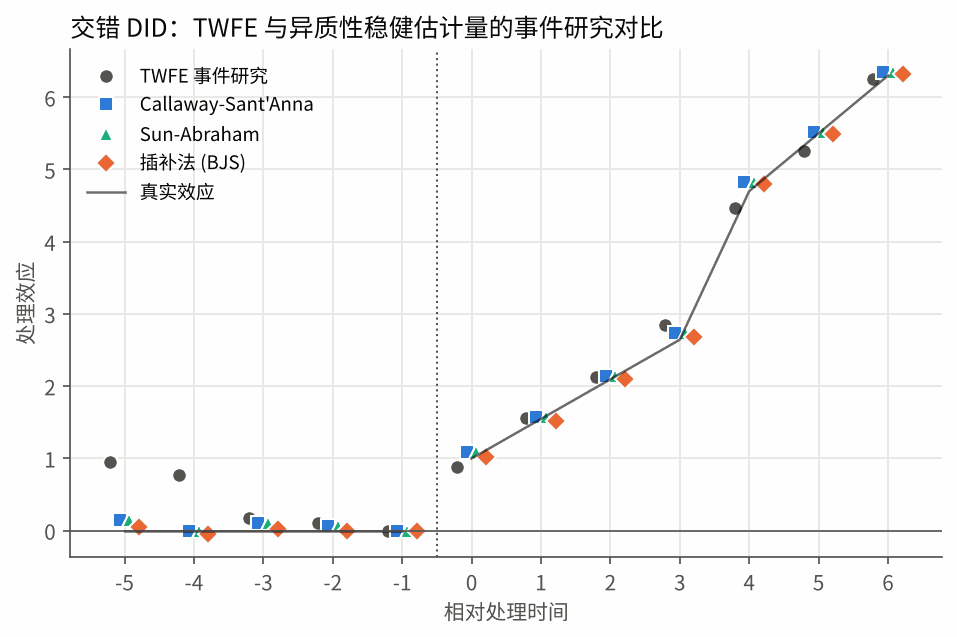 交错 DID：TWFE 与异质性稳健估计量的事件研究对比
TWFE 事件研究
Callaway-Sant'Anna
Sun-Abraham
插补法 (BJS)
真实效应
处理效应
6
5
4
3
2
1
0
-5 -4 -3 -2 -1 0 1 2 3 4 5 6
相对处理时间